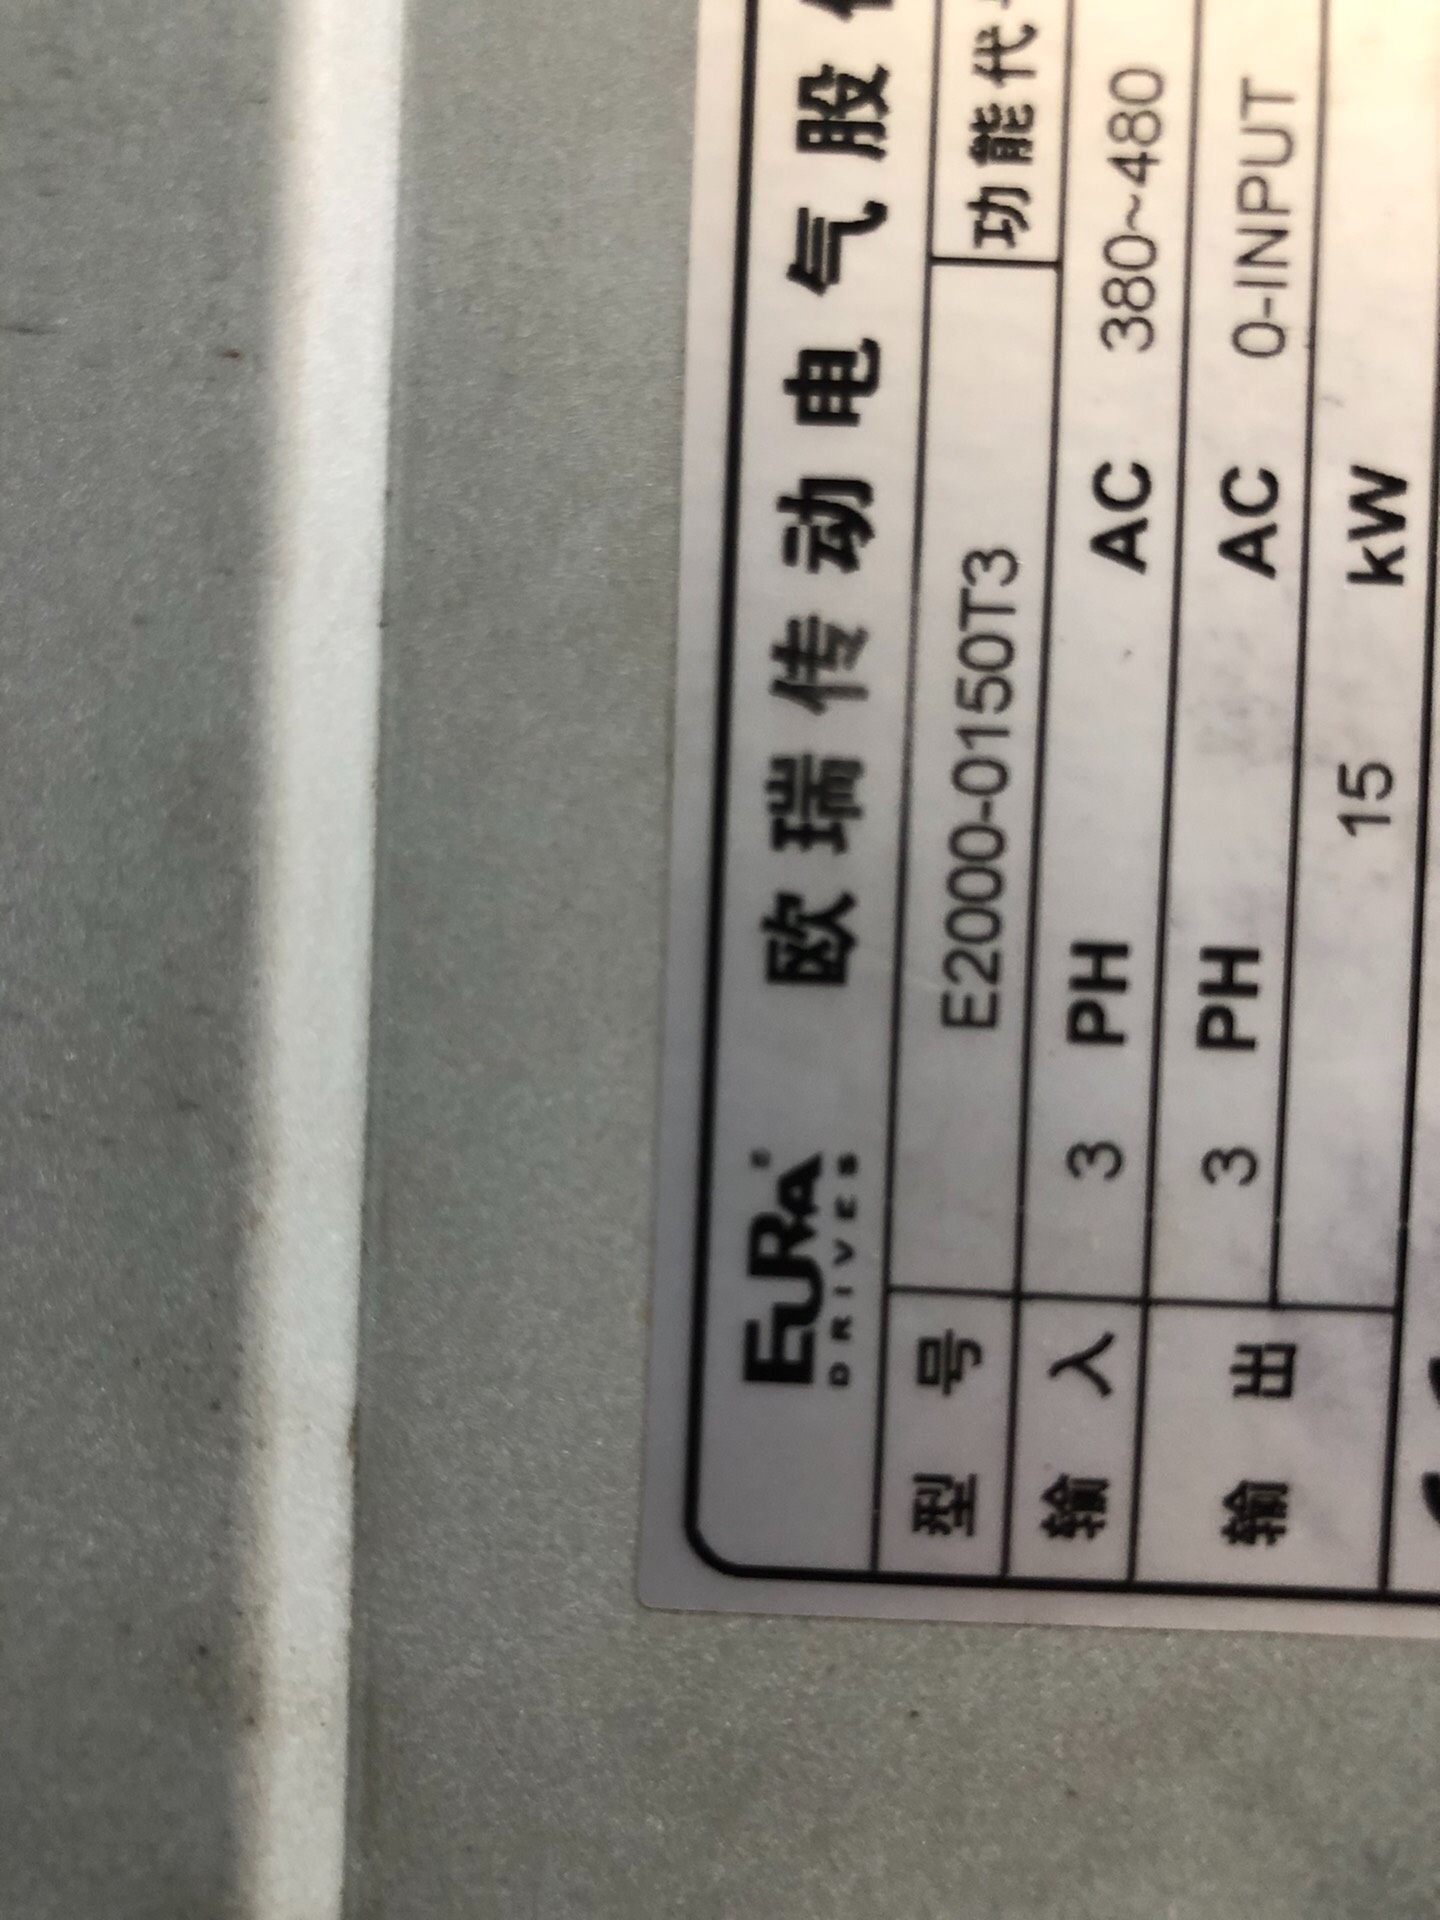 EURA DRIVES 欧瑞传动电气股
型号 E2000-0150T3 功能代
输入 3 PH AC 380~480
输出 3 PH AC 0-INPUT
15 kW